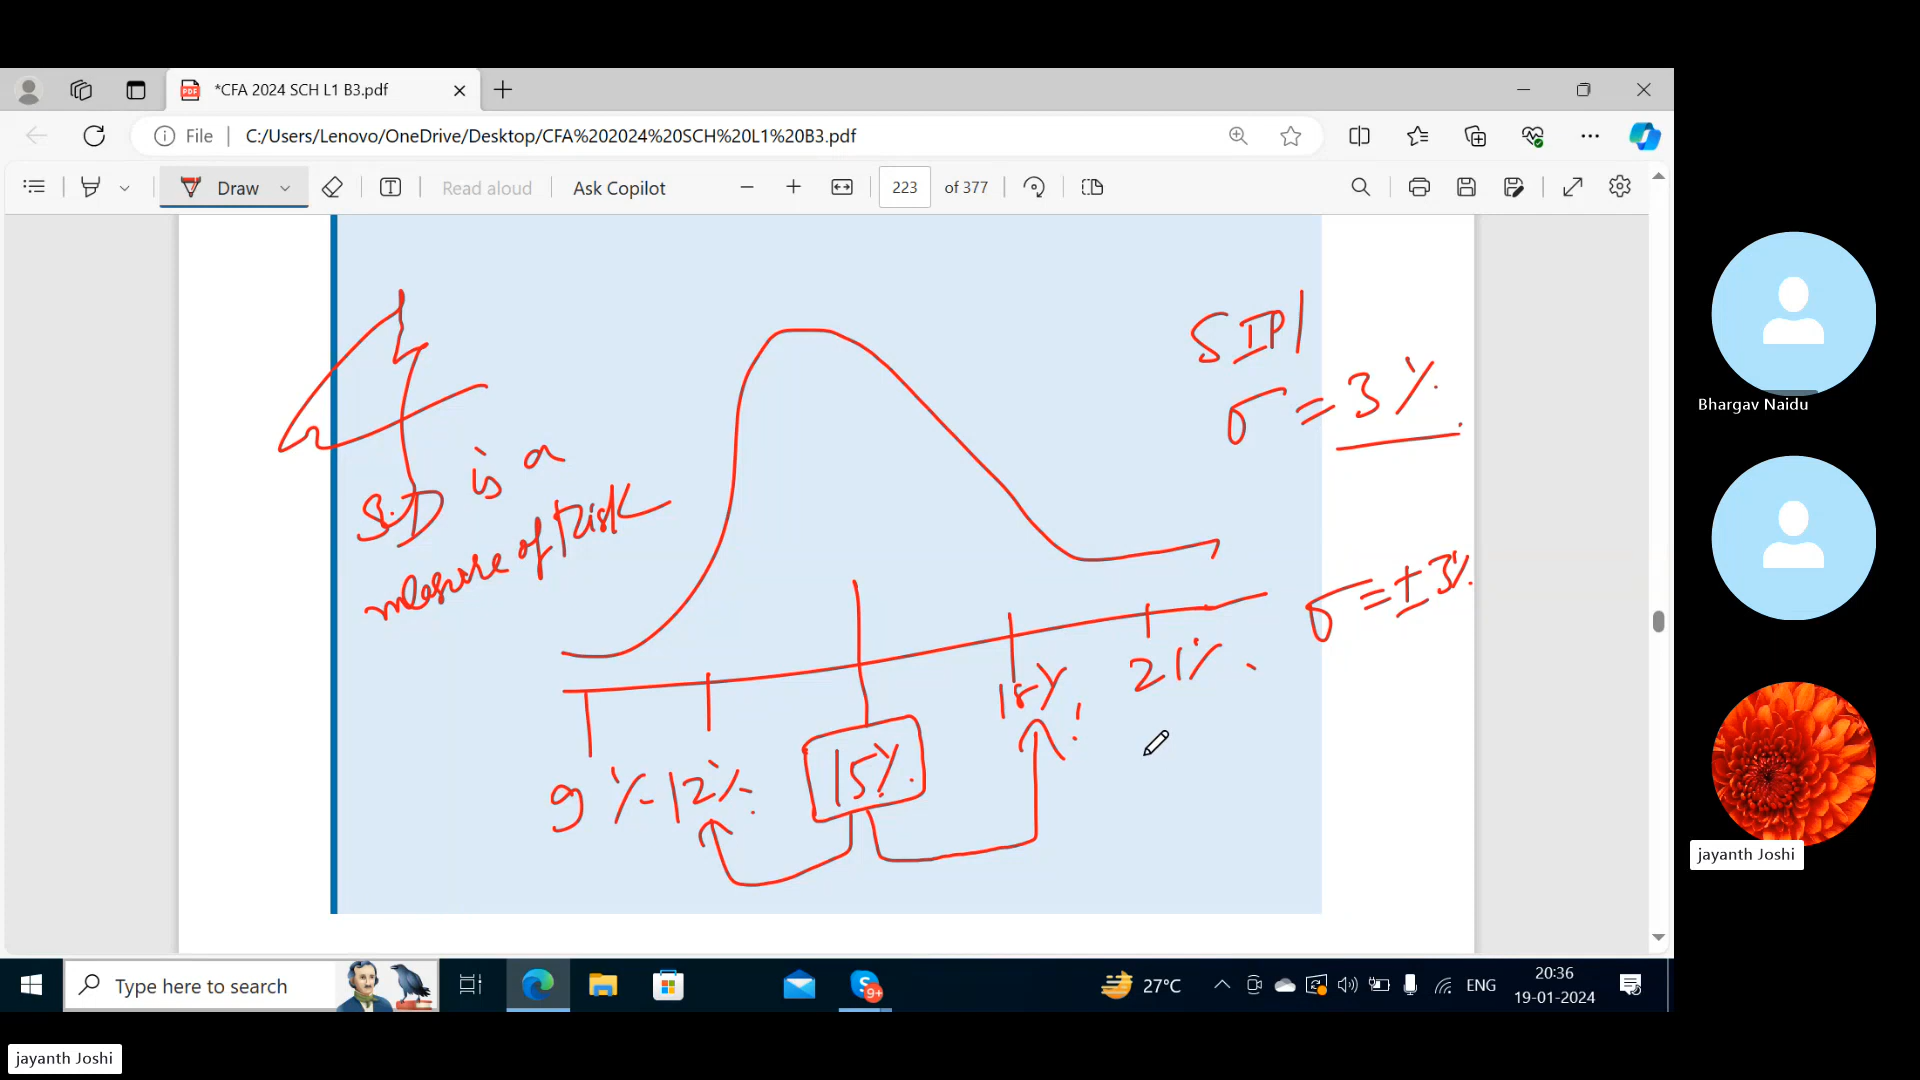 *CFA 2024 SCH L1 B3.pdf
File
C:/Users/Lenovo/OneDrive/Desktop/CFA%202024%20SCH%20L1%20B3.pdf
Draw
Read aloud
Ask Copilot
223
of 377
SIP
σ = 3 %
S.D is a
measure of Risk
σ = ± 3%
9 %
12%
15%
18%
21%
Bhargav Naidu
jayanth Joshi
Type here to search
9+
27°C
ENG
20:36
19-01-2024
jayanth Joshi